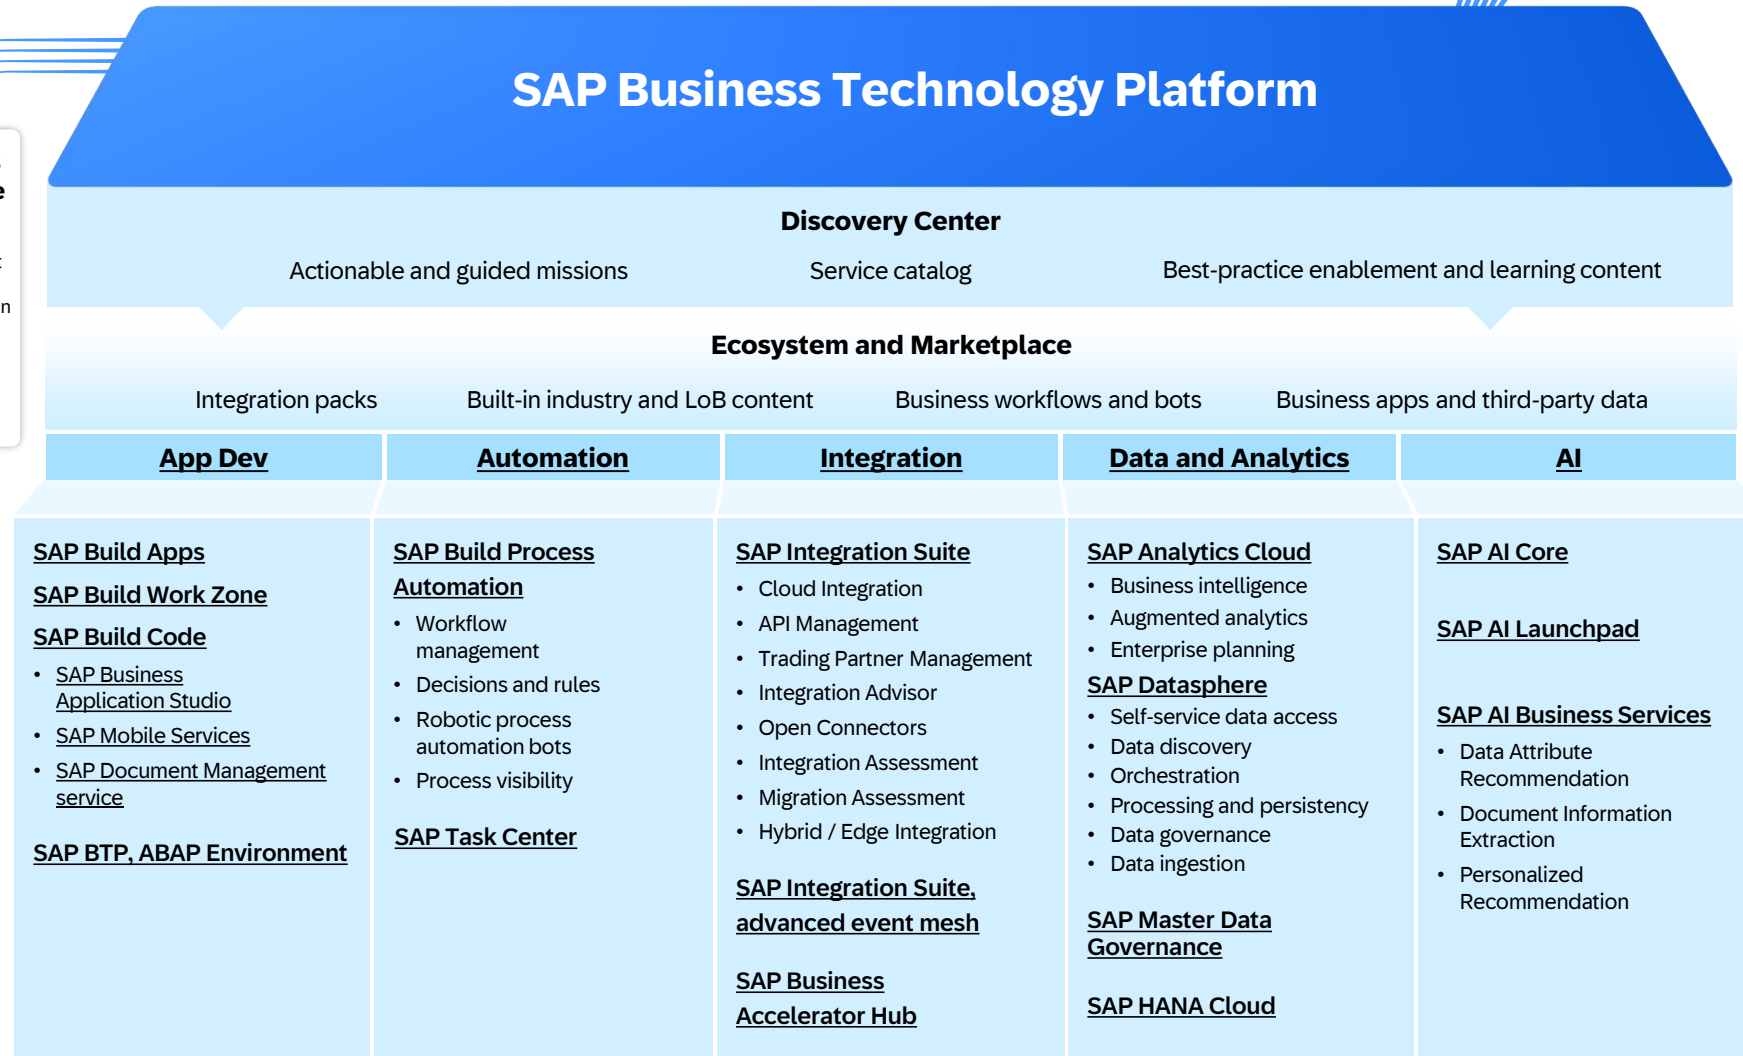 SAP Business Technology Platform
Discovery Center
Actionable and guided missions
Service catalog
Best-practice enablement and learning content
Ecosystem and Marketplace
Integration packs
Built-in industry and LoB content
Business workflows and bots
Business apps and third-party data
App Dev
Automation
Integration
Data and Analytics
AI
SAP Build Apps
SAP Build Work Zone
SAP Build Code
• SAP Business
Application Studio
• SAP Mobile Services
• SAP Document Management
service
SAP BTP, ABAP Environment
SAP Build Process
Automation
• Workflow
management
• Decisions and rules
• Robotic process
automation bots
• Process visibility
SAP Task Center
SAP Integration Suite
• Cloud Integration
• API Management
• Trading Partner Management
• Integration Advisor
• Open Connectors
• Integration Assessment
• Migration Assessment
• Hybrid / Edge Integration
SAP Integration Suite,
advanced event mesh
SAP Business
Accelerator Hub
SAP Analytics Cloud
• Business intelligence
• Augmented analytics
• Enterprise planning
SAP Datasphere
• Self-service data access
• Data discovery
• Orchestration
• Processing and persistency
• Data governance
• Data ingestion
SAP Master Data
Governance
SAP HANA Cloud
SAP AI Core
SAP AI Launchpad
SAP AI Business Services
• Data Attribute
Recommendation
• Document Information
Extraction
• Personalized
Recommendation